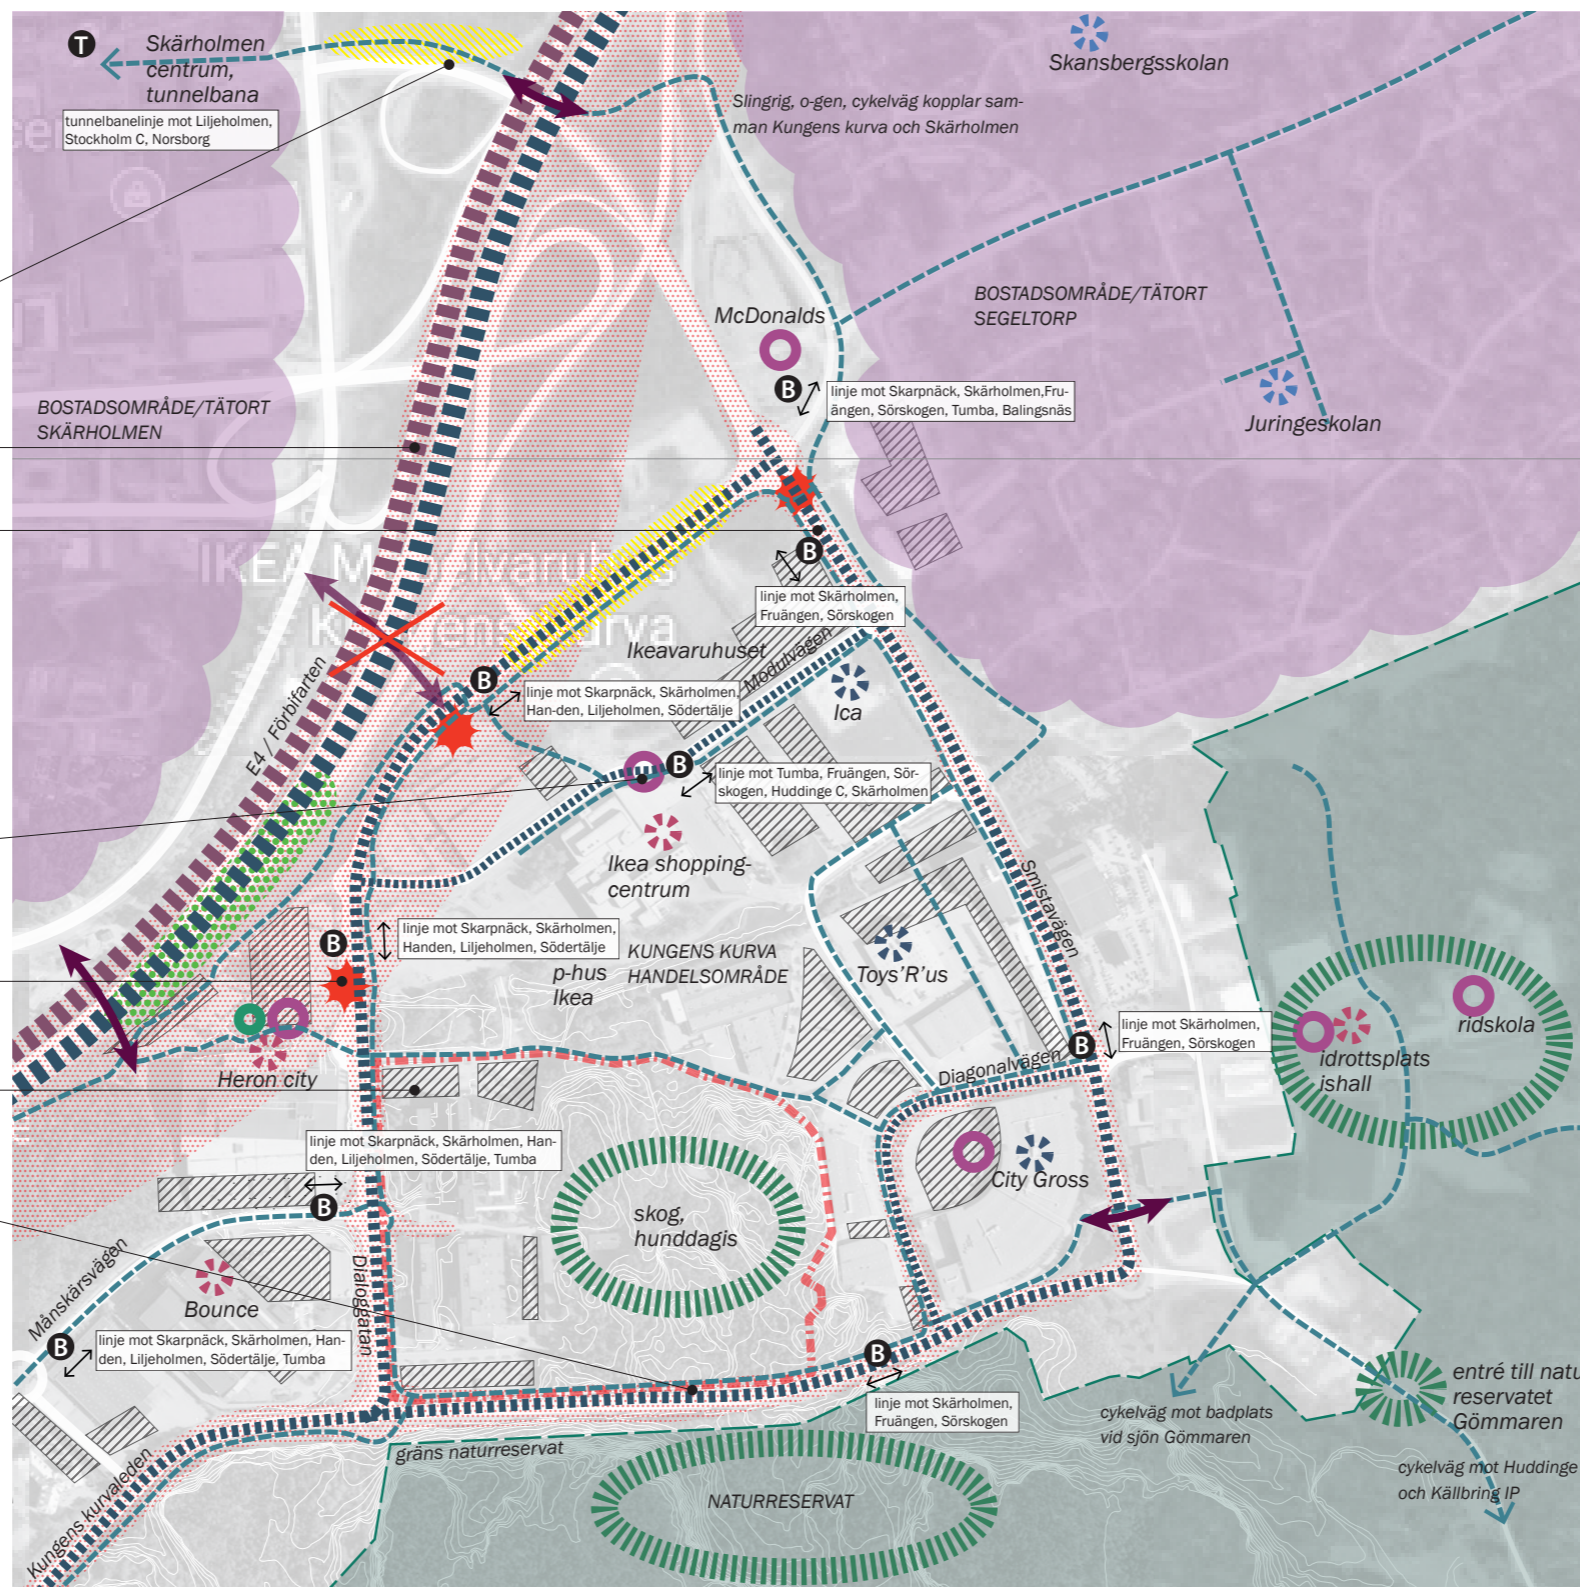 T
Skärholmen
centrum,
tunnelbana
tunnelbanelinje mot Liljeholmen,
Stockholm C, Norsborg
Skansbergsskolan
Slingrig, o-gen, cykelväg kopplar sam-
man Kungens kurva och Skärholmen
BOSTADSOMRÅDE/TÄTORT
SEGELTORP
McDonalds
B
linje mot Skarpnäck, Skärholmen,Fru-
ängen, Sörskogen, Tumba, Balingsnäs
Juringeskolan
BOSTADSOMRÅDE/TÄTORT
SKÄRHOLMEN
B
linje mot Skärholmen,
Fruängen, Sörskogen
Ikeavaruhuset
Modulvägen
E4 / Förbifarten
B
linje mot Skarpnäck, Skärholmen,
Han-den, Liljeholmen, Södertälje
Ica
B
linje mot Tumba, Fruängen, Sör-
skogen, Huddinge C, Skärholmen
Ikea shopping-
centrum
Smistavägen
B
linje mot Skarpnäck, Skärholmen,
Handen, Liljeholmen, Södertälje
p-hus
Ikea
KUNGENS KURVA
HANDELSOMRÅDE
Toys'R'us
ridskola
idrottsplats
ishall
B
linje mot Skärholmen,
Fruängen, Sörskogen
Diagonalvägen
Heron city
linje mot Skarpnäck, Skärholmen, Han-
den, Liljeholmen, Södertälje, Tumba
B
City Gross
skog,
hunddagis
Månskärsvägen
Bounce
Dialoggatan
B
linje mot Skarpnäck, Skärholmen, Han-
den, Liljeholmen, Södertälje, Tumba
B
linje mot Skärholmen,
Fruängen, Sörskogen
cykelväg mot badplats
vid sjön Gömmaren
entré till natu
reservatet
Gömmaren
cykelväg mot Huddinge
och Källbring IP
gräns naturreservat
NATURRESERVAT
Kungens kurvaleden